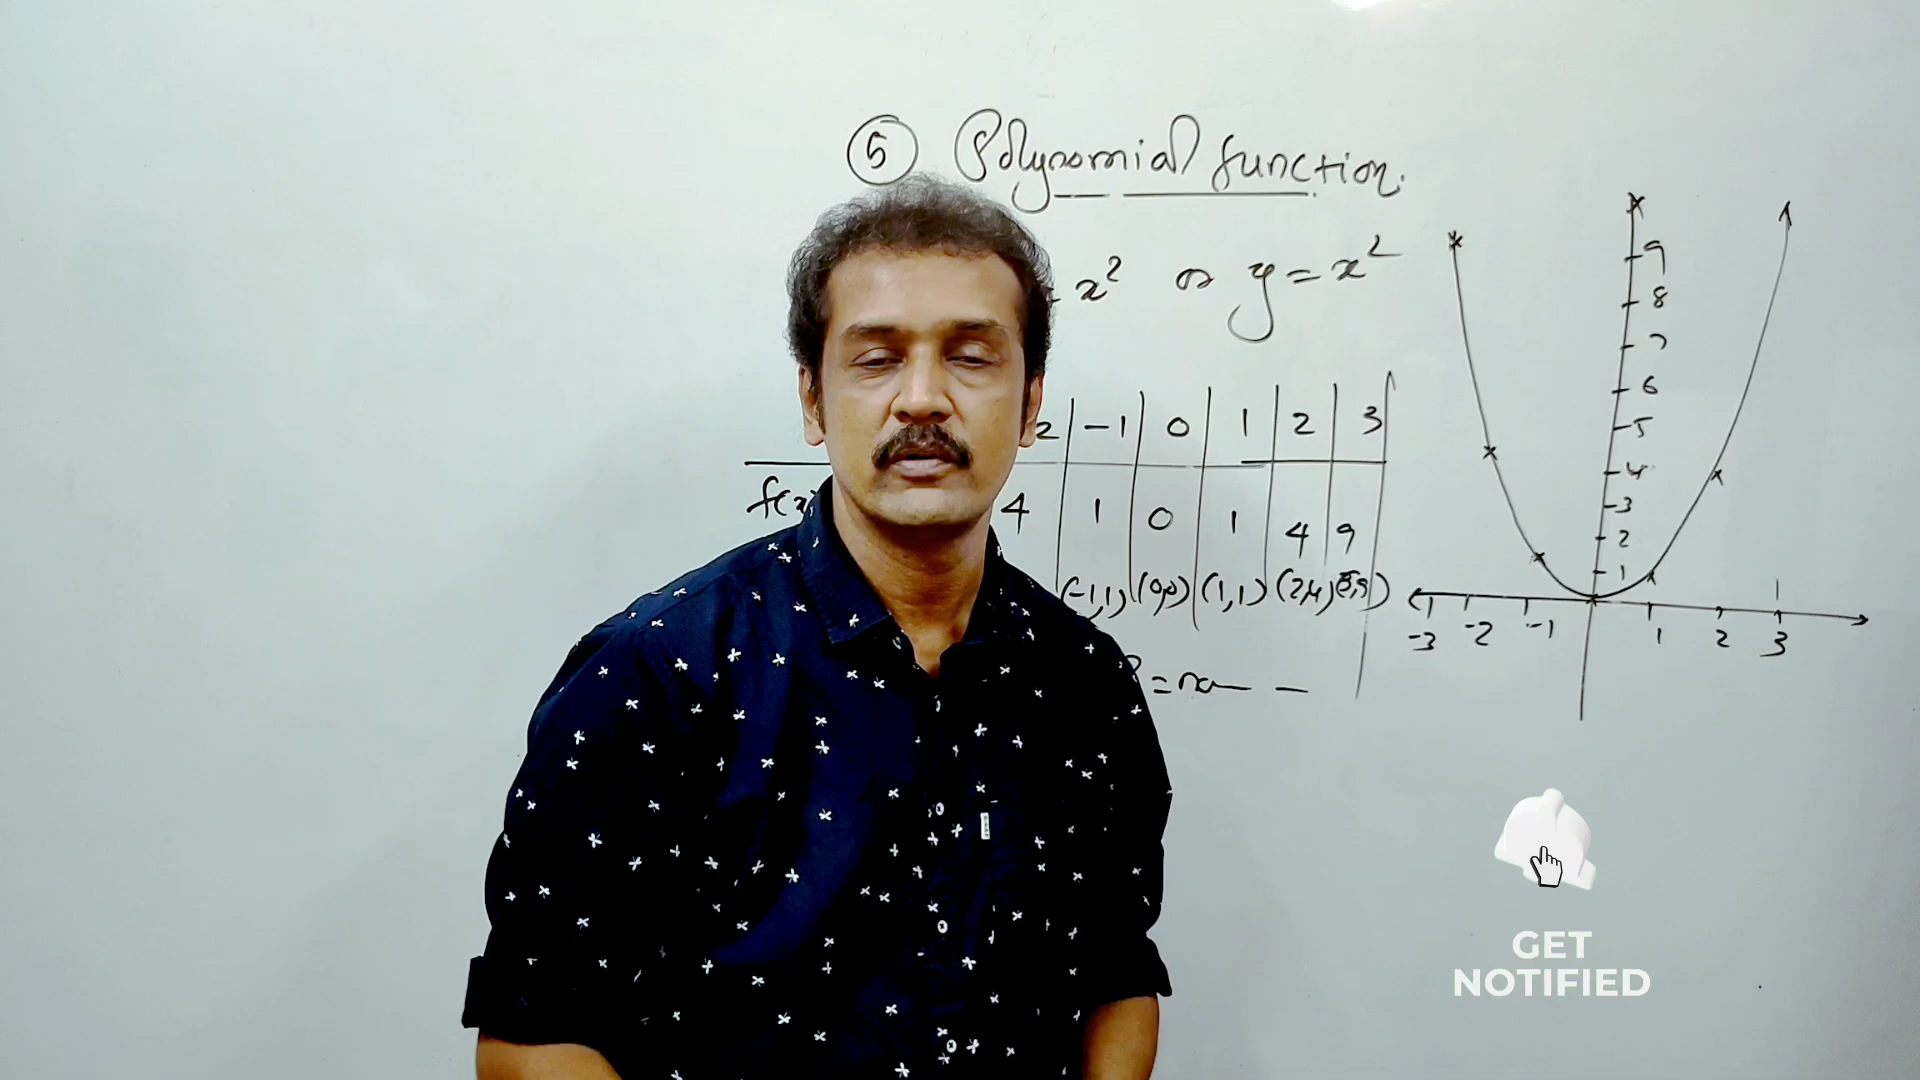 5 Polynomial function.
= x² or y = x²
2 -1 0 1 2 3
f(x) 4 1 0 1 4 9
(-1,1) (0,0) (1,1) (2,4) (3,9)
9
8
7
6
5
4
3
2
1
-3 -2 -1 1 2 3
GET
NOTIFIED